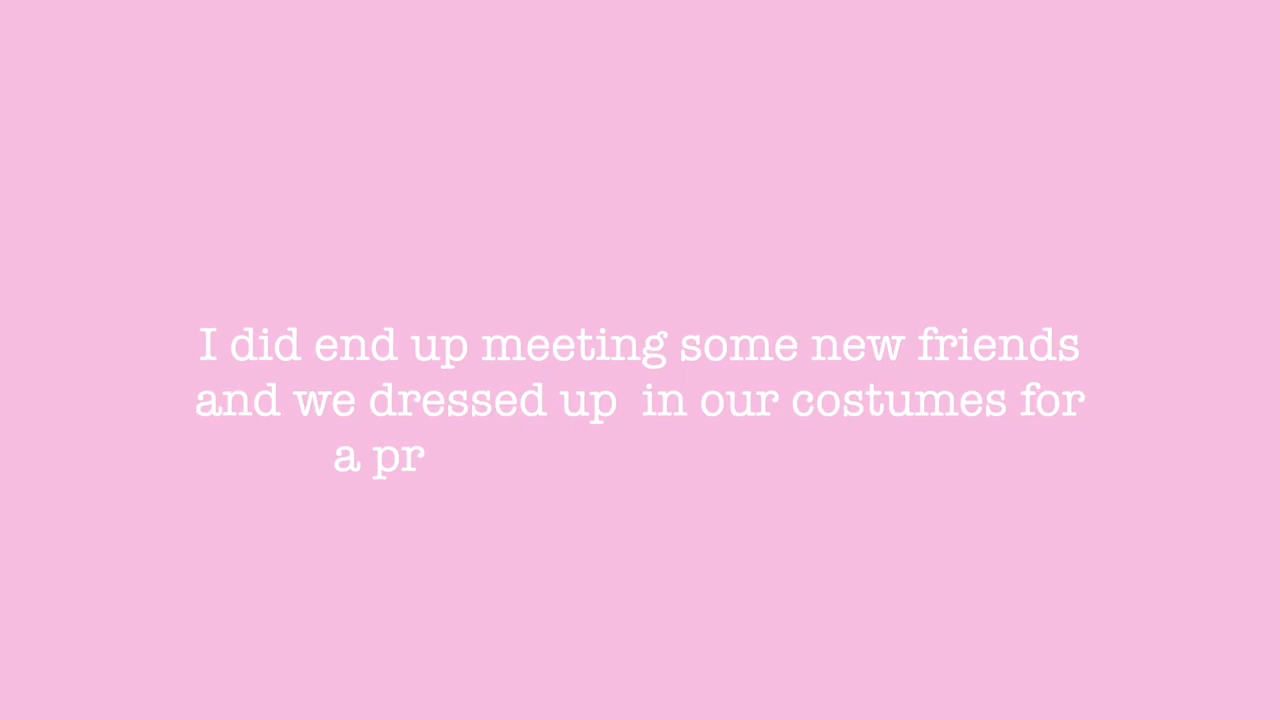 I did end up meeting some new friends
and we dressed up  in our costumes for
a pr